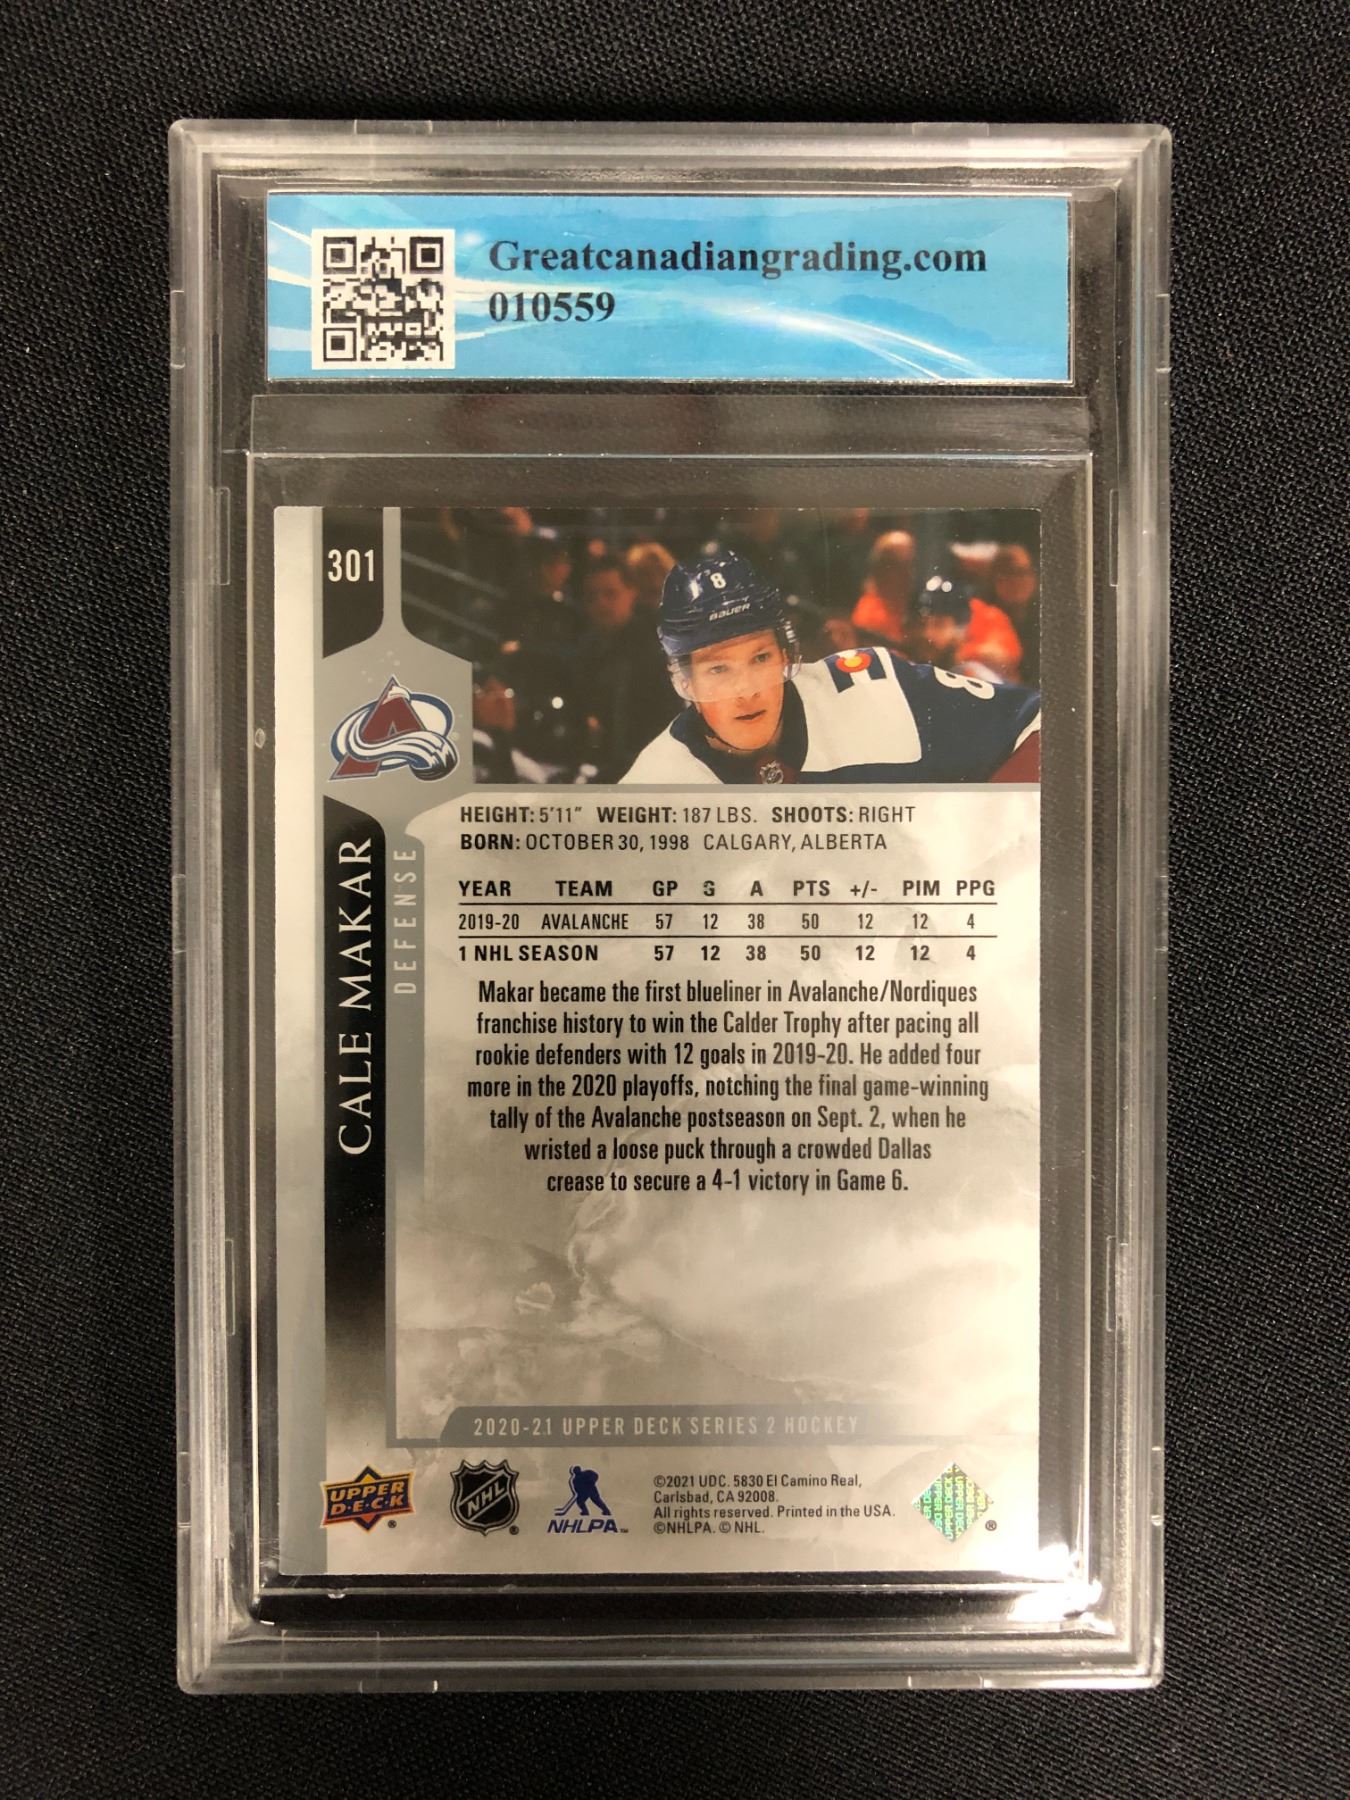 Greatcanadiangrading.com
010559
301
8
BAUER
8
A
CALE MAKAR
DEFENSE
HEIGHT: 5'11" WEIGHT: 187 LBS. SHOOTS: RIGHT
BORN: OCTOBER 30, 1998 CALGARY, ALBERTA
YEAR TEAM GP G A PTS +/- PIM PPG
2019-20 AVALANCHE 57 12 38 50 12 12 4
1 NHL SEASON 57 12 38 50 12 12 4
Makar became the first blueliner in Avalanche/Nordiques
franchise history to win the Calder Trophy after pacing all
rookie defenders with 12 goals in 2019-20. He added four
more in the 2020 playoffs, notching the final game-winning
tally of the Avalanche postseason on Sept. 2, when he
wristed a loose puck through a crowded Dallas
crease to secure a 4-1 victory in Game 6.
2020-21 UPPER DECK SERIES 2 HOCKEY
UPPER
D·E·C·K
®
NHL
®
NHLPA™
©2021 UDC. 5830 El Camino Real,
Carlsbad, CA 92008.
All rights reserved. Printed in the USA.
©NHLPA. © NHL.
UPPER DECK
®